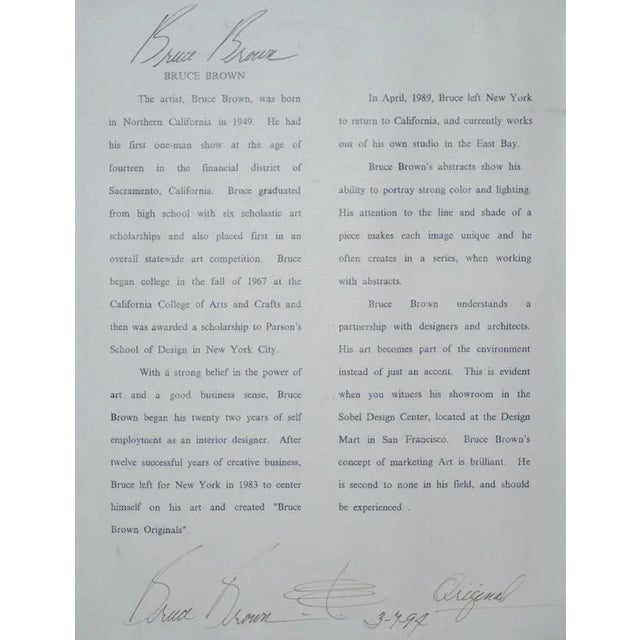 Bruce Brown
BRUCE BROWN
The artist, Bruce Brown, was born
in Northern California in 1949. He had
his first one-man show at the age of
fourteen in the financial district of
Sacramento, California. Bruce graduated
from high school with six scholastic art
scholarships and also placed first in an
overall statewide art competition. Bruce
began college in the fall of 1967 at the
California College of Arts and Crafts and
then was awarded a scholarship to Parson's
School of Design in New York City.
With a strong belief in the power of
art and a good business sense, Bruce
Brown began his twenty two years of self
employment as an interior designer. After
twelve successful years of creative business,
Bruce left for New York in 1983 to center
himself on his art and created "Bruce
Brown Originals".
In April, 1989, Bruce left New York
to return to California, and currently works
out of his own studio in the East Bay.
Bruce Brown's abstracts show his
ability to portray strong color and lighting.
His attention to the line and shade of a
piece makes each image unique and he
often creates in a series, when working
with abstracts.
Bruce Brown understands a
partnership with designers and architects.
His art becomes part of the environment
instead of just an accent. This is evident
when you witness his showroom in the
Sobel Design Center, located at the Design
Mart in San Francisco. Bruce Brown's
concept of marketing Art is brilliant. He
is second to none in his field, and should
be experienced .
Bruce Brown 3-7-94 Original